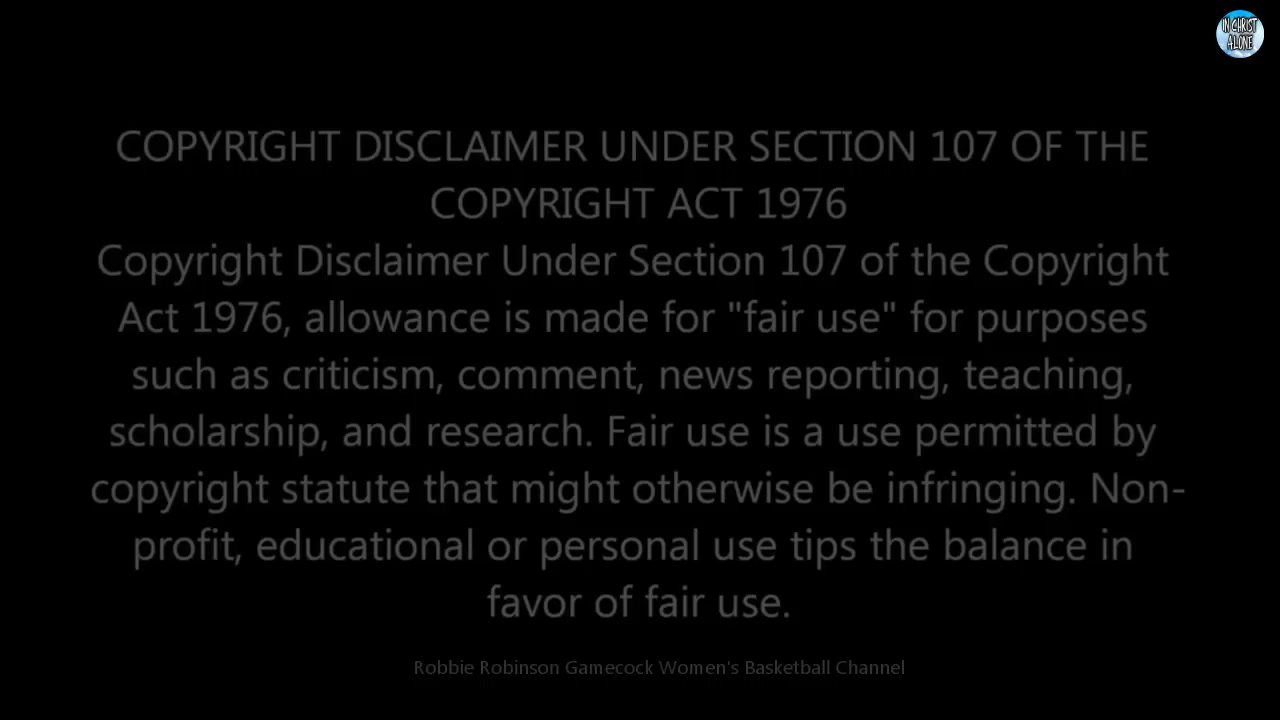 IN CHRIST
ALONE
COPYRIGHT DISCLAIMER UNDER SECTION 107 OF THE
COPYRIGHT ACT 1976
Copyright Disclaimer Under Section 107 of the Copyright
Act 1976, allowance is made for "fair use" for purposes
such as criticism, comment, news reporting, teaching,
scholarship, and research. Fair use is a use permitted by
copyright statute that might otherwise be infringing. Non-
profit, educational or personal use tips the balance in
favor of fair use.
Robbie Robinson Gamecock Women's Basketball Channel